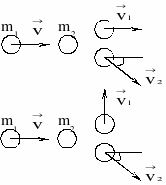 m₁ v⃗ m₂ v⃗₁
v⃗₂
v⃗₁
m₁ v⃗ m₂
v⃗₂